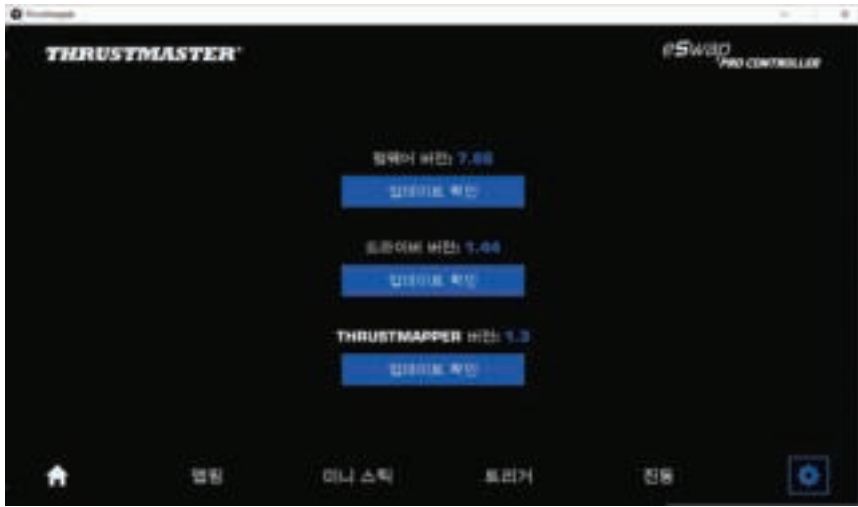 Thrustmapper
THRUSTMASTER®
eSwap
PRO CONTROLLER
펌웨어 버전: 7.66
업데이트 확인
드라이버 버전: 1.44
업데이트 확인
THRUSTMAPPER 버전: 1.3
업데이트 확인
맵핑 미니 스틱 트리거 진동